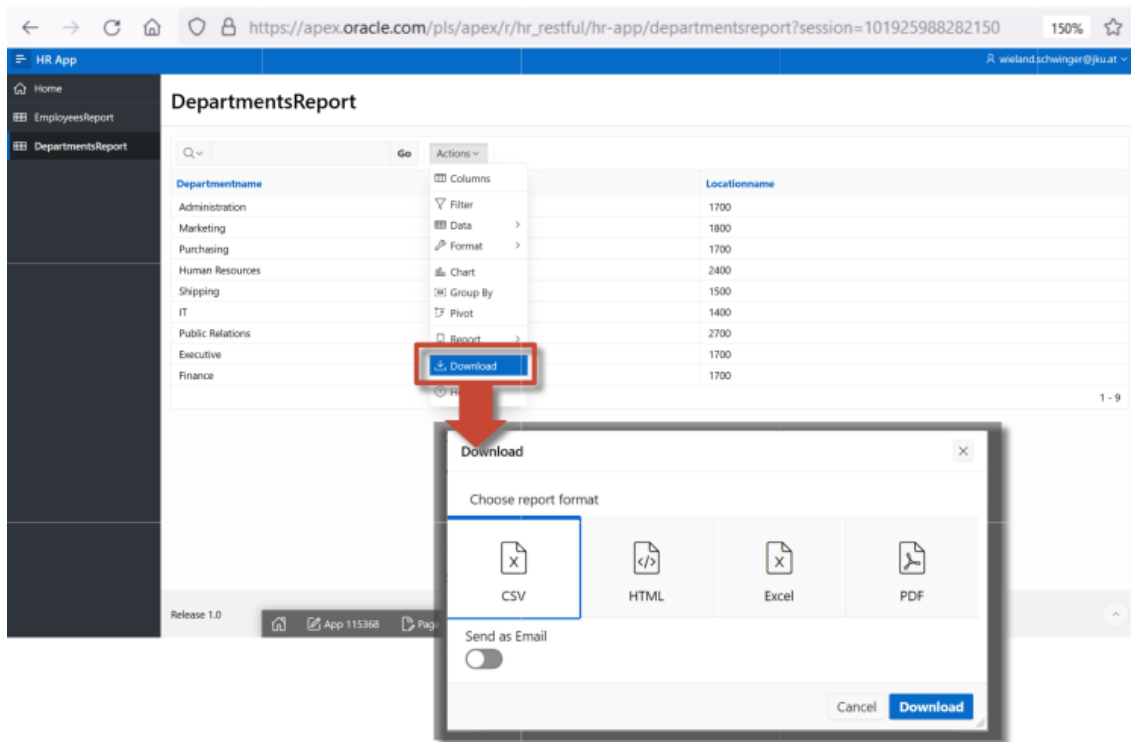 https://apex.oracle.com/pls/apex/r/hr_restful/hr-app/departmentsreport?session=101925988282150 150%
HR App wieland.schwinger@jku.at
Home
EmployeesReport
DepartmentsReport
DepartmentsReport
Go Actions
Departmentname Locationname
Administration 1700
Marketing 1800
Purchasing 1700
Human Resources 2400
Shipping 1500
IT 1400
Public Relations 2700
Executive 1700
Finance 1700
1 - 9
Columns
Filter
Data
Format
Chart
Group By
Pivot
Report
Download
Download
Choose report format
CSV HTML Excel PDF
Send as Email
Cancel Download
Release 1.0
App 115368